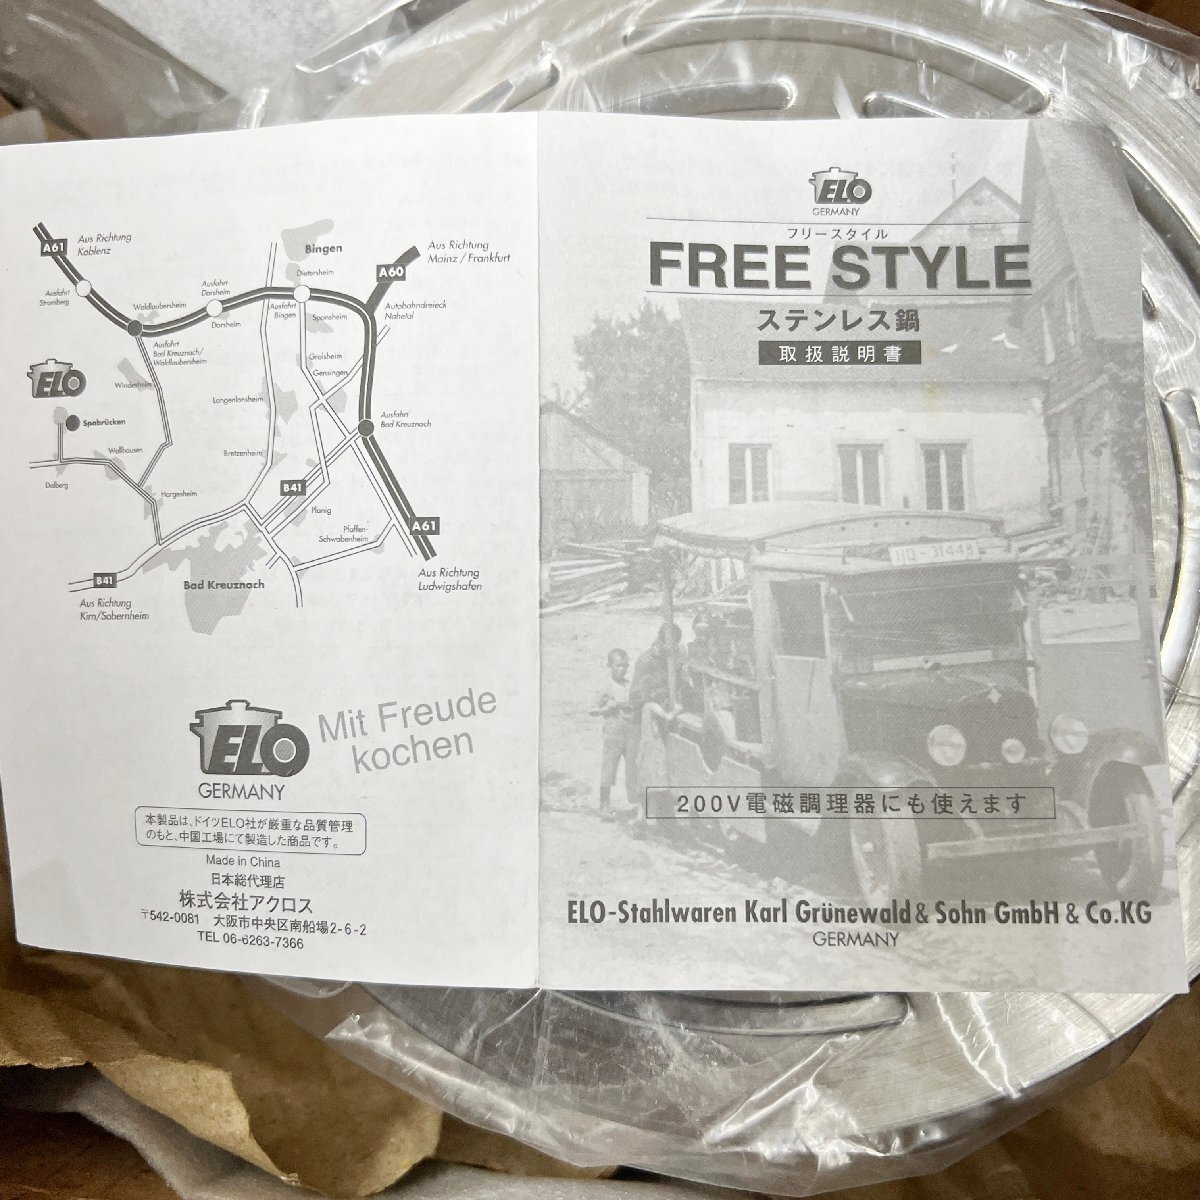 A61
Aus Richtung
Koblenz
Ausfahrt
Stromberg
Waldlaubersheim
Ausfahrt
Bad Kreuznach/
Waldlaubersheim
Ausfahrt
Dorsheim
Dorsheim
Bingen
Dietersheim
Ausfahrt
Bingen
Sponsheim
A60
Aus Richtung
Mainz / Frankfurt
Autobahndreieck
Nahetal
Grolsheim
Gensingen
ELO
Windesheim
Langenlonsheim
Ausfahrt
Bad Kreuznach
Spabrücken
Wallhausen
Bretzenheim
Dalberg
Hargesheim
B41
Planig
Pfaffen-
Schwabenheim
A61
B41
Bad Kreuznach
Aus Richtung
Ludwigshafen
Aus Richtung
Kirn/Sobernheim
ELO
GERMANY
Mit Freude
kochen
本製品は、ドイツELO社が厳重な品質管理
のもと、中国工場にて製造した商品です。
Made in China
日本総代理店
株式会社アクロス
〒542-0081 大阪市中央区南船場2-6-2
TEL 06-6263-7366
ELO
GERMANY
フリースタイル
FREE STYLE
ステンレス鍋
取扱説明書
200V電磁調理器にも使えます
ELO-Stahlwaren Karl Grünewald & Sohn GmbH & Co.KG
GERMANY